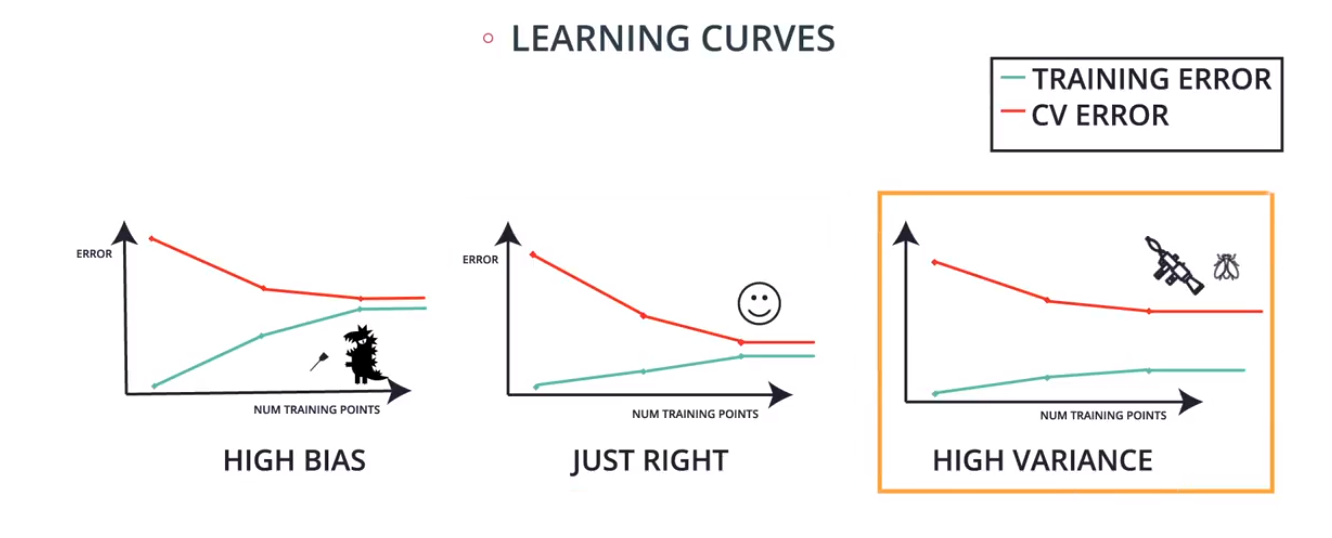 LEARNING CURVES
TRAINING ERROR
CV ERROR
ERROR
NUM TRAINING POINTS
HIGH BIAS
ERROR
NUM TRAINING POINTS
JUST RIGHT
NUM TRAINING POINTS
HIGH VARIANCE